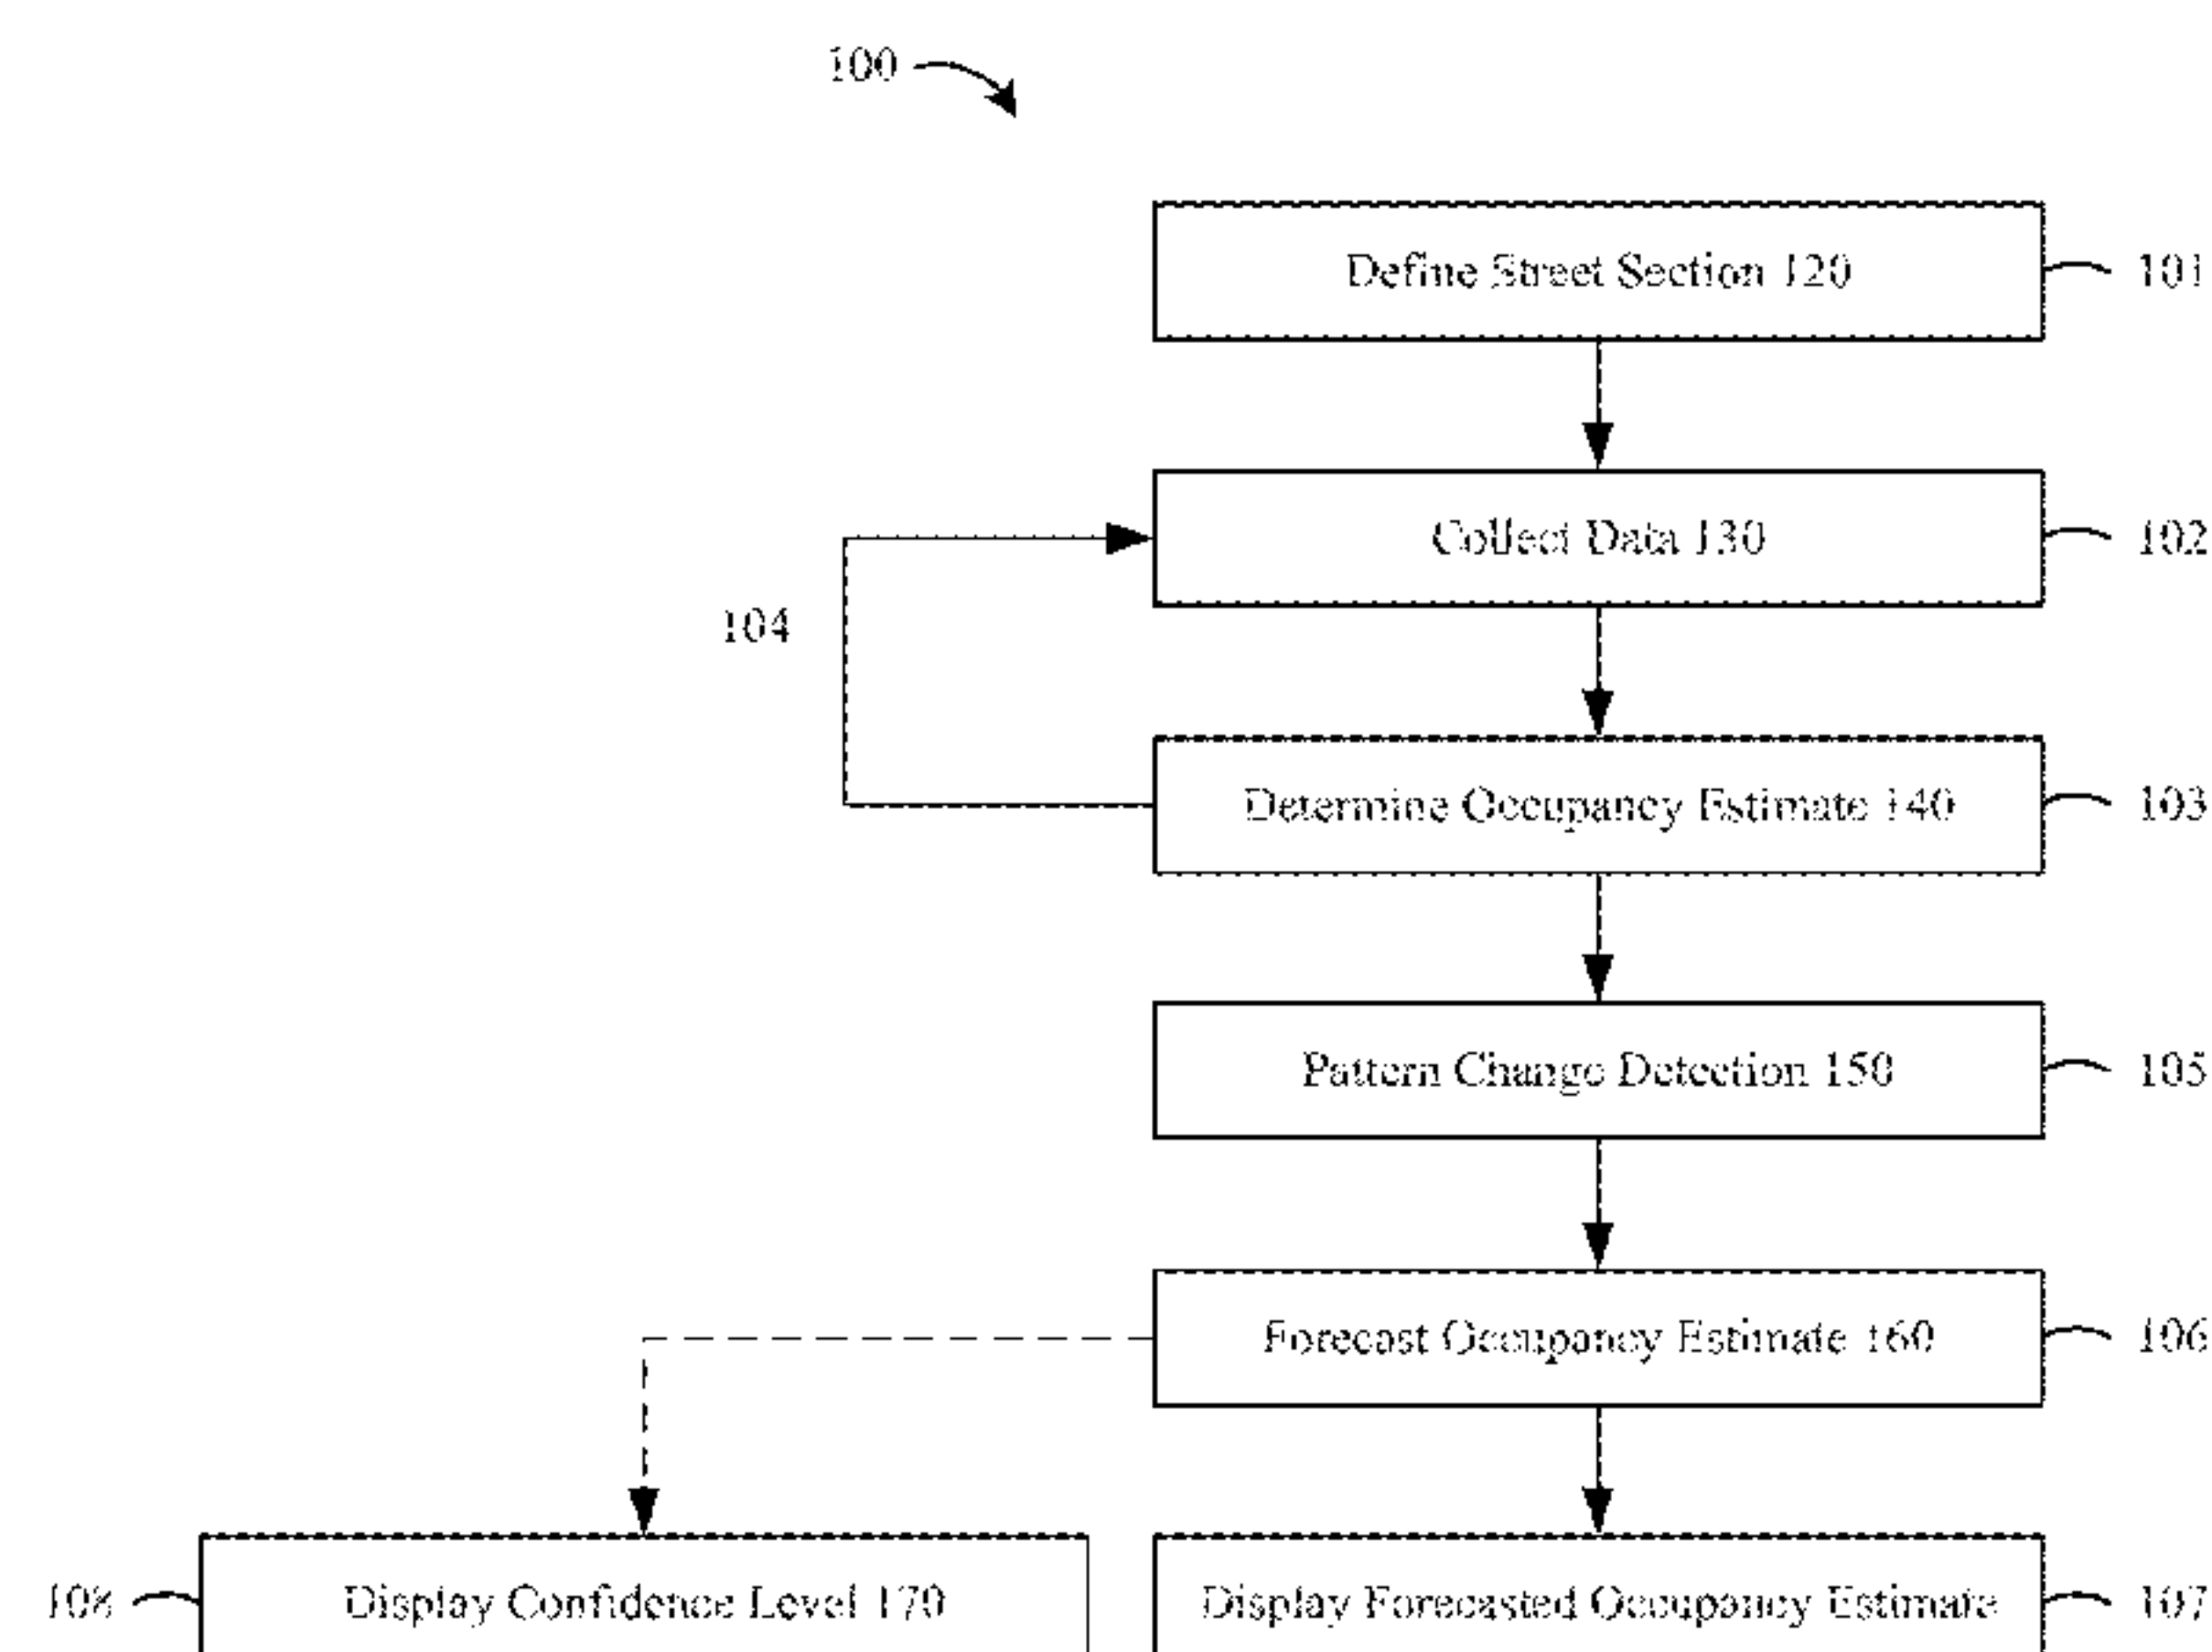 100
Define Street Section 120
101
Collect Data 130
102
104
Determine Occupancy Estimate 140
103
Pattern Change Detection 150
105
Forecast Occupancy Estimate 160
106
108
Display Confidence Level 170
Display Forecasted Occupancy Estimate
107